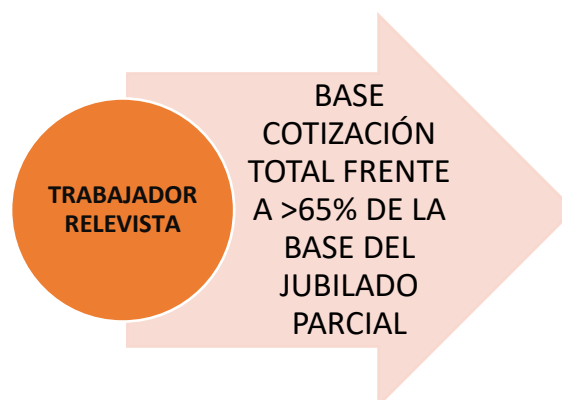 TRABAJADOR
RELEVISTA
BASE
COTIZACIÓN
TOTAL FRENTE
A >65% DE LA
BASE DEL
JUBILADO
PARCIAL